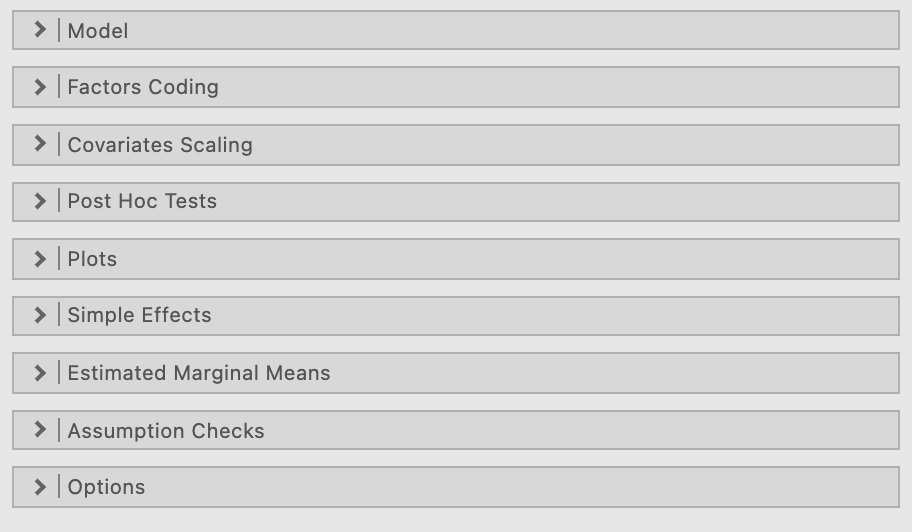 Model
Factors Coding
Covariates Scaling
Post Hoc Tests
Plots
Simple Effects
Estimated Marginal Means
Assumption Checks
Options